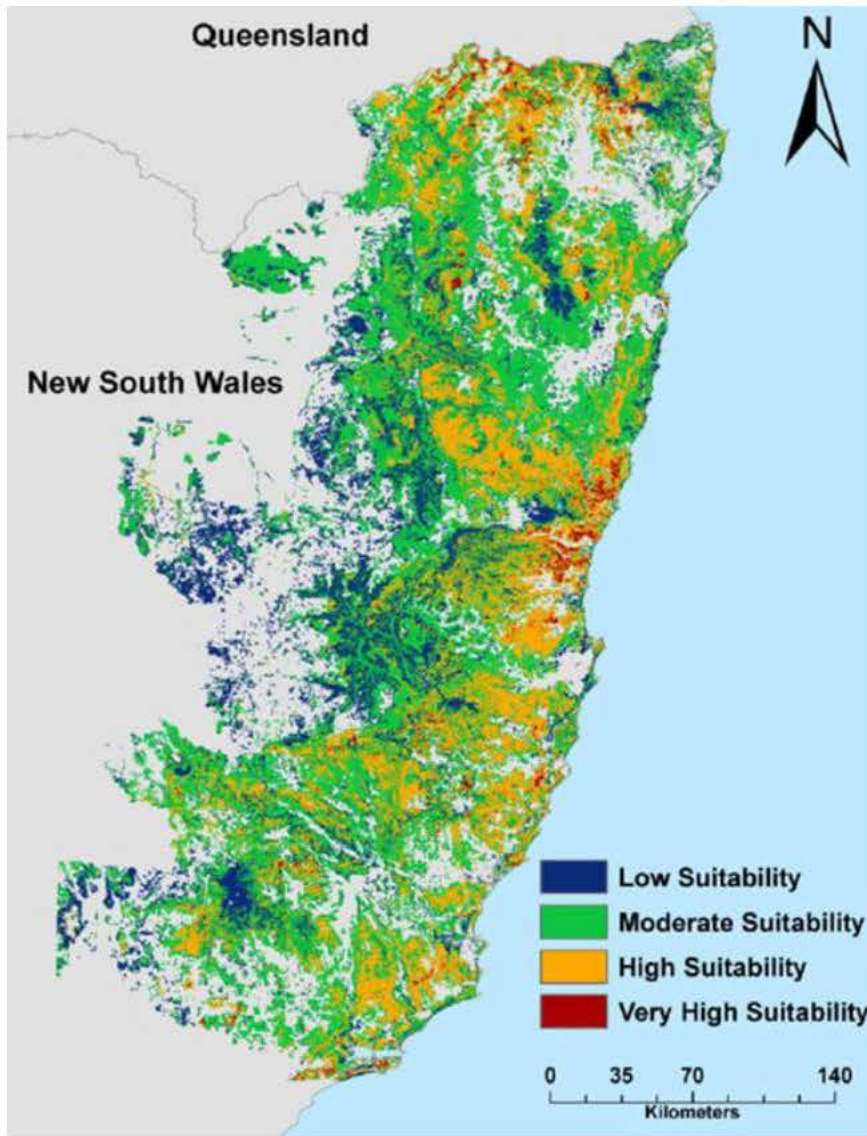 Queensland
N
New South Wales
Low Suitability
Moderate Suitability
High Suitability
Very High Suitability
0 35 70 140
Kilometers